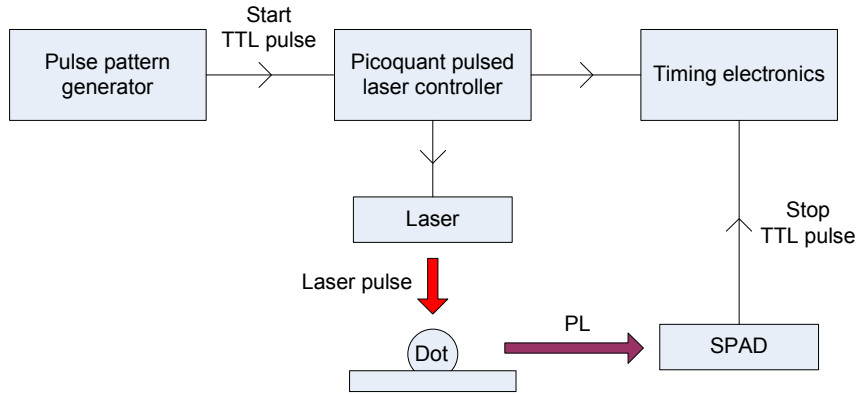 Start
TTL pulse
Pulse pattern
generator
Picoquant pulsed
laser controller
Timing electronics
Laser
Stop
TTL pulse
Laser pulse
PL
Dot
SPAD